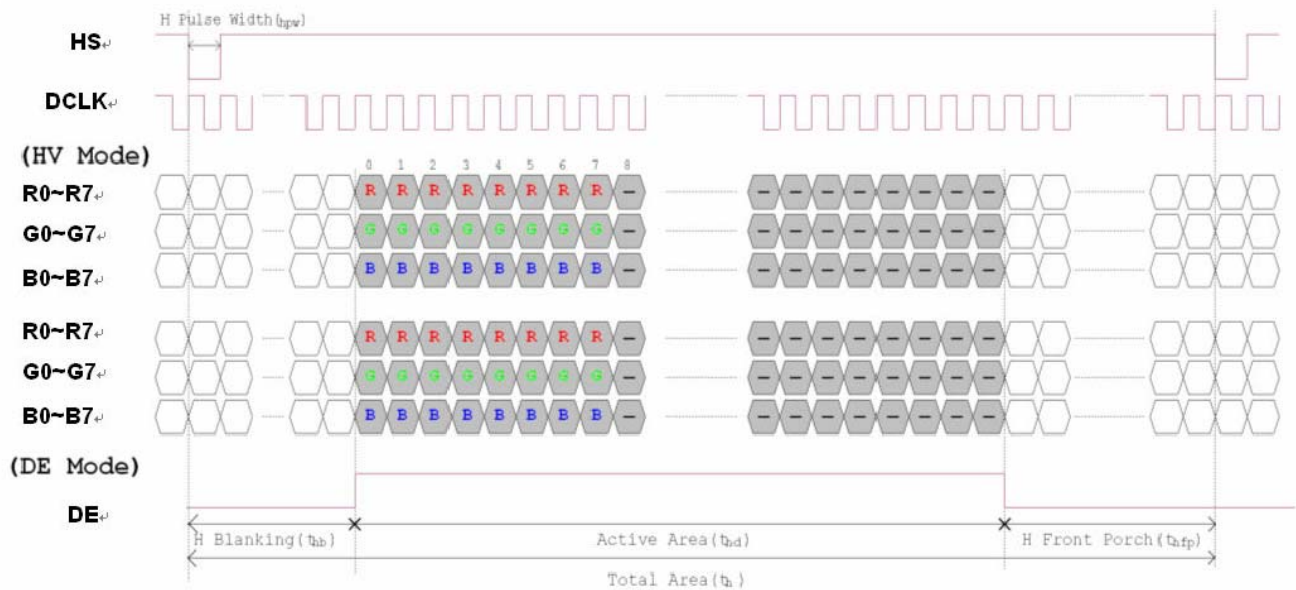 H Pulse Width(thpw)
HS
DCLK
(HV Mode)
0 1 2 3 4 5 6 7 8
R0~R7 R R R R R R R R - - - - - - - - -
G0~G7 G G G G G G G G - - - - - - - - -
B0~B7 B B B B B B B B - - - - - - - - -
R0~R7 R R R R R R R R - - - - - - - - -
G0~G7 G G G G G G G G - - - - - - - - -
B0~B7 B B B B B B B B - - - - - - - - -
(DE Mode)
DE
H Blanking(thb) Active Area(thd) H Front Porch(thfp)
Total Area(th)